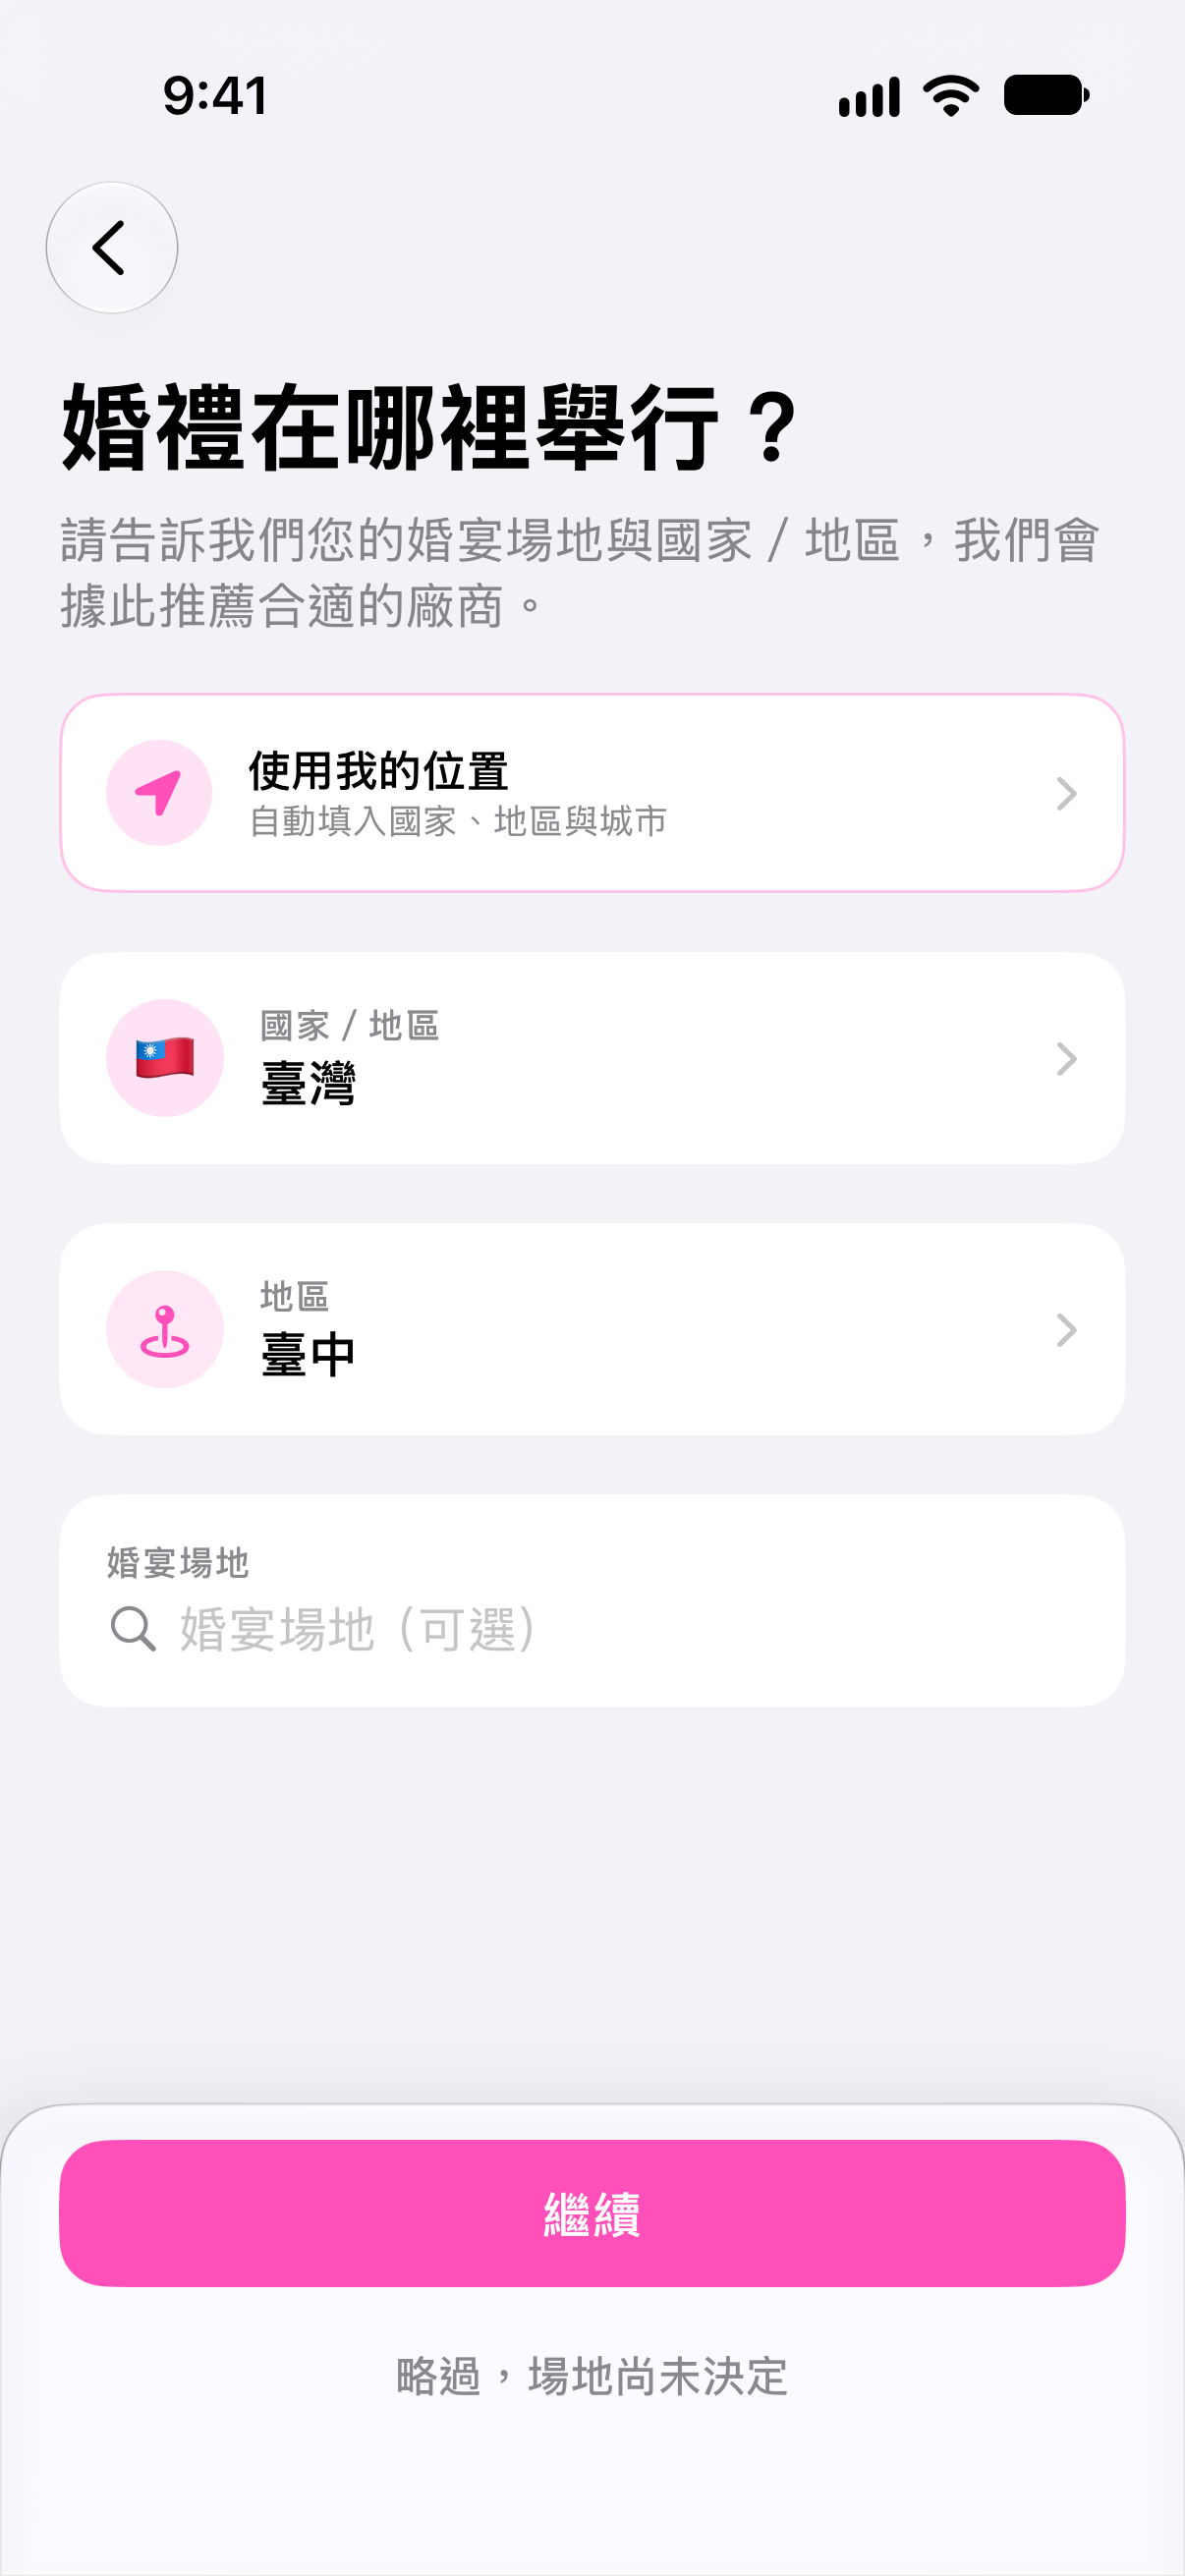 9:41
婚禮在哪裡舉行？
請告訴我們您的婚宴場地與國家 / 地區，我們會
據此推薦合適的廠商。
使用我的位置
自動填入國家、地區與城市
國家 / 地區
臺灣
地區
臺中
婚宴場地
婚宴場地（可選）
繼續
略過，場地尚未決定